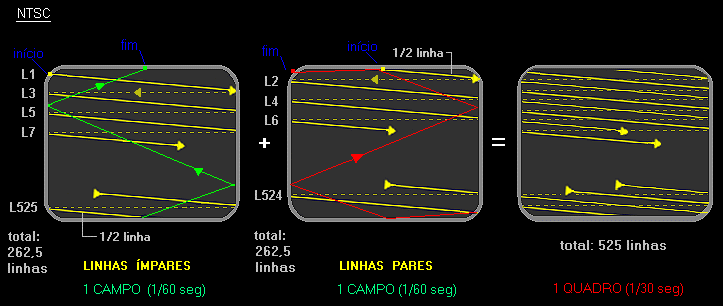 NTSC
início
fim
L1
L3
L5
L7
L525
1/2 linha
total:
262,5
linhas
LINHAS ÍMPARES
1 CAMPO (1/60 seg)
+
fim
início
1/2 linha
L2
L4
L6
L524
total:
262,5
linhas
LINHAS PARES
1 CAMPO (1/60 seg)
=
total: 525 linhas
1 QUADRO (1/30 seg)